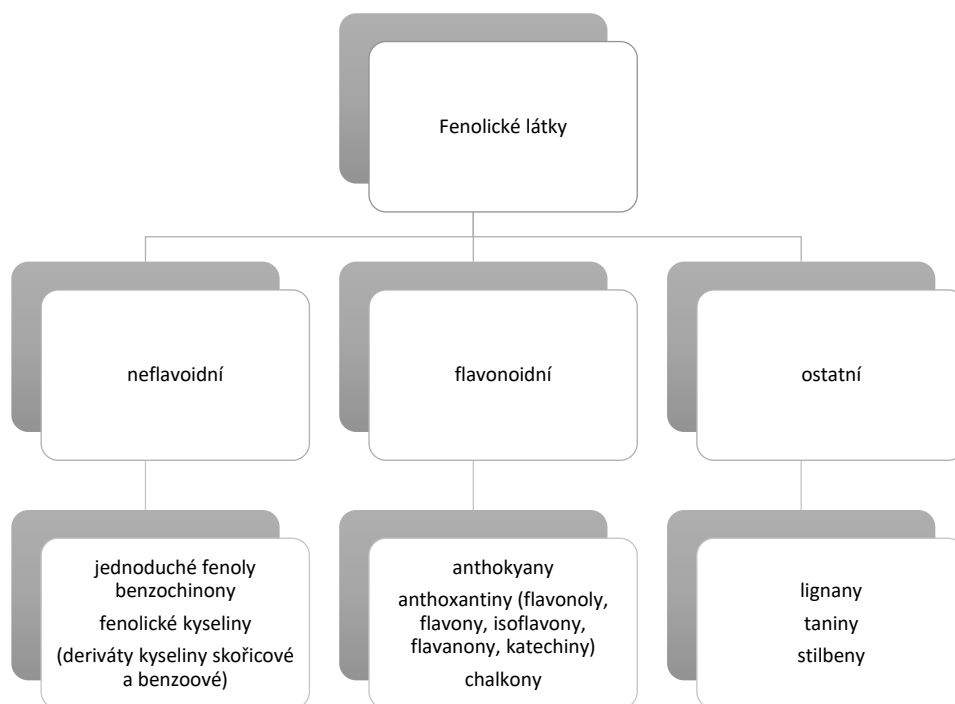 Fenolické látky
neflavoidní
flavonoidní
ostatní
jednoduché fenoly
benzochinony
fenolické kyseliny
(deriváty kyseliny skořicové
a benzoové)
anthokyany
anthoxantiny (flavonoly,
flavony, isoflavony,
flavanony, katechiny)
chalkony
lignany
taniny
stilbeny